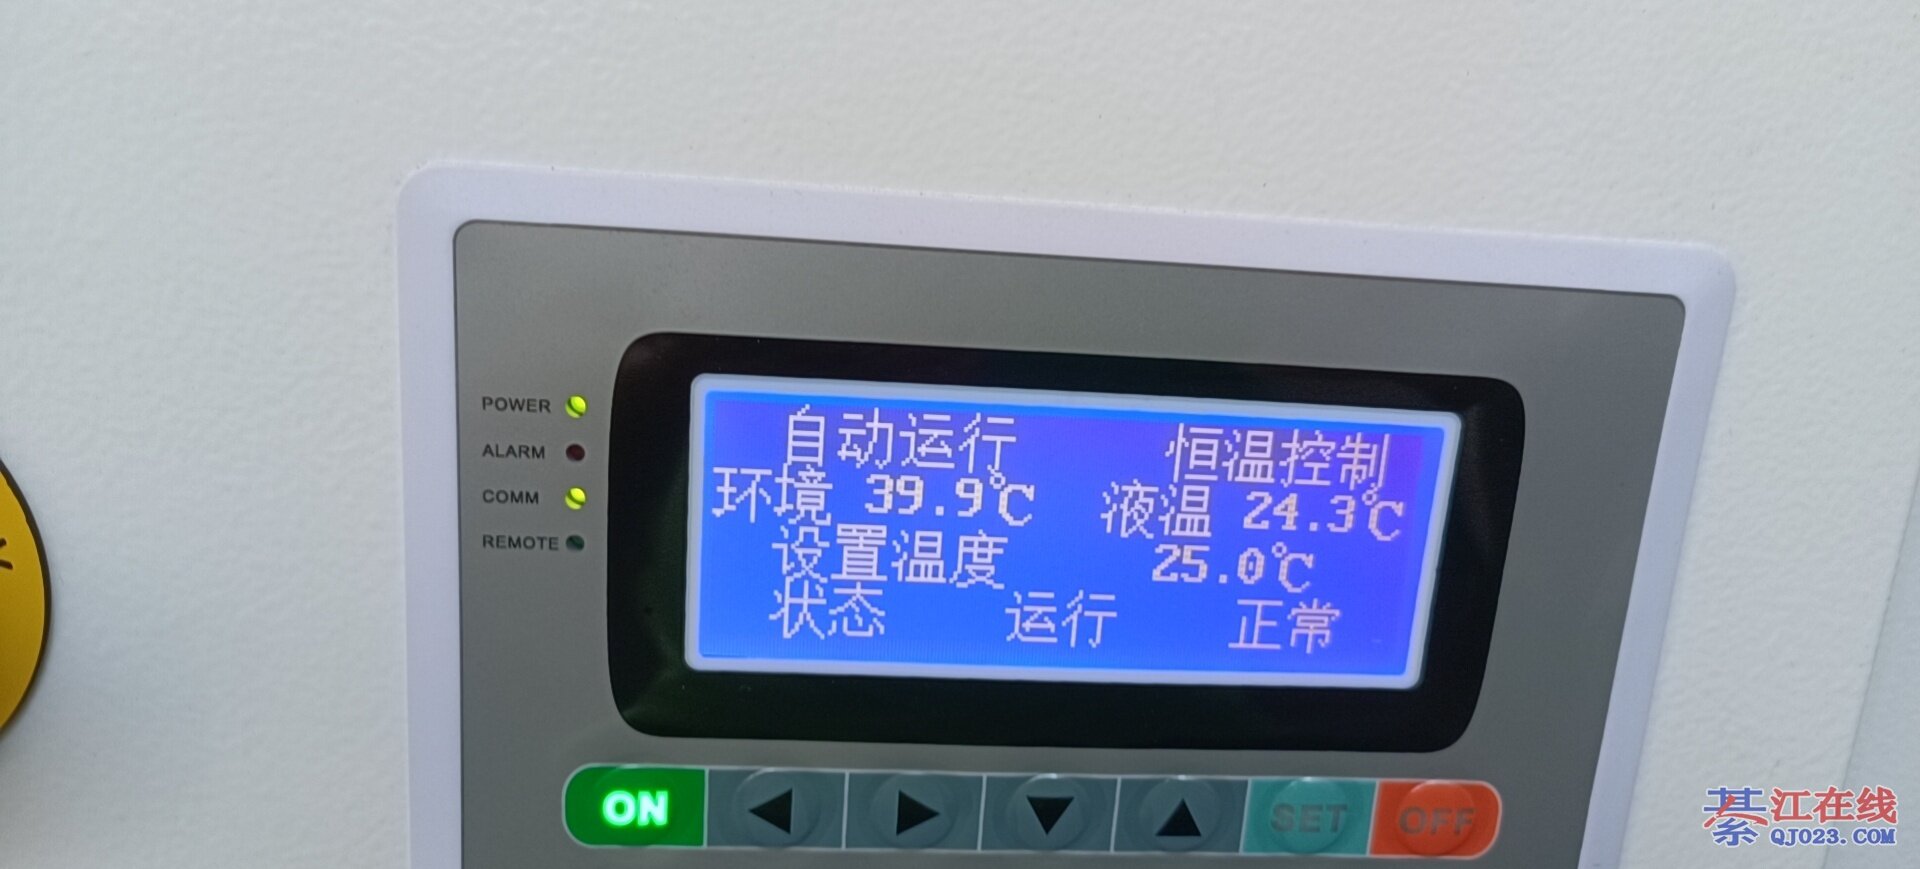 POWER
ALARM
COMM
REMOTE
自动运行 恒温控制
环境 39.9℃ 液温 24.3℃
设置温度 25.0℃
状态 运行 正常
ON SET OFF
綦江在线
QJ023.COM